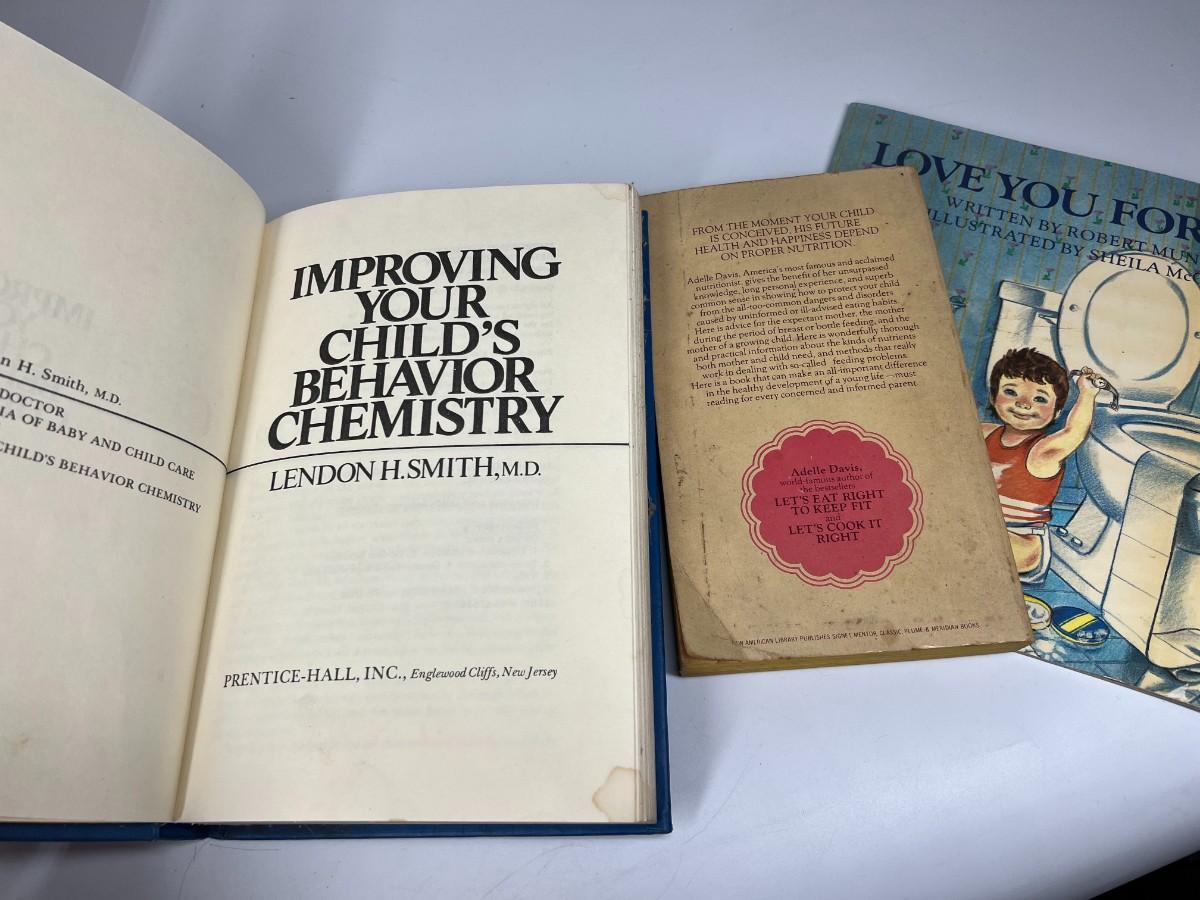 n H. Smith, M.D.
DOCTOR
IA OF BABY AND CHILD CARE
CHILD'S BEHAVIOR CHEMISTRY
IMPROVING
YOUR
CHILD'S
BEHAVIOR
CHEMISTRY
LENDON H. SMITH, M.D.
PRENTICE-HALL, INC., Englewood Cliffs, New Jersey
FROM THE MOMENT YOUR CHILD
IS CONCEIVED, HIS FUTURE
HEALTH AND HAPPINESS DEPEND
ON PROPER NUTRITION.
Adelle Davis, America's most famous and acclaimed
nutritionist, gives the benefit of her unsurpassed
knowledge, long personal experience, and superb
common sense in showing how to protect your child
from the all-too-common dangers and disorders
caused by uninformed or ill-advised eating habits.
Here is advice for the expectant mother, the mother
during the period of breast or bottle feeding, and the
mother of a growing child. Here is wonderfully thorough
and practical information about the kinds of nutrients
both mother and child need, and methods that really
work in dealing with so-called feeding problems.
Here is a book that can make an all-important difference
in the healthy development of a young life—must
reading for every concerned and informed parent.
Adelle Davis,
world-famous author of
the bestsellers
LET'S EAT RIGHT
TO KEEP FIT
and
LET'S COOK IT
RIGHT
AMERICAN LIBRARY PUBLISHES SIGNET, MENTOR, CLASSIC, PLUME & MERIDIAN BOOKS
LOVE YOU FOR
WRITTEN BY ROBERT MUN
ILLUSTRATED BY SHEILA Mc